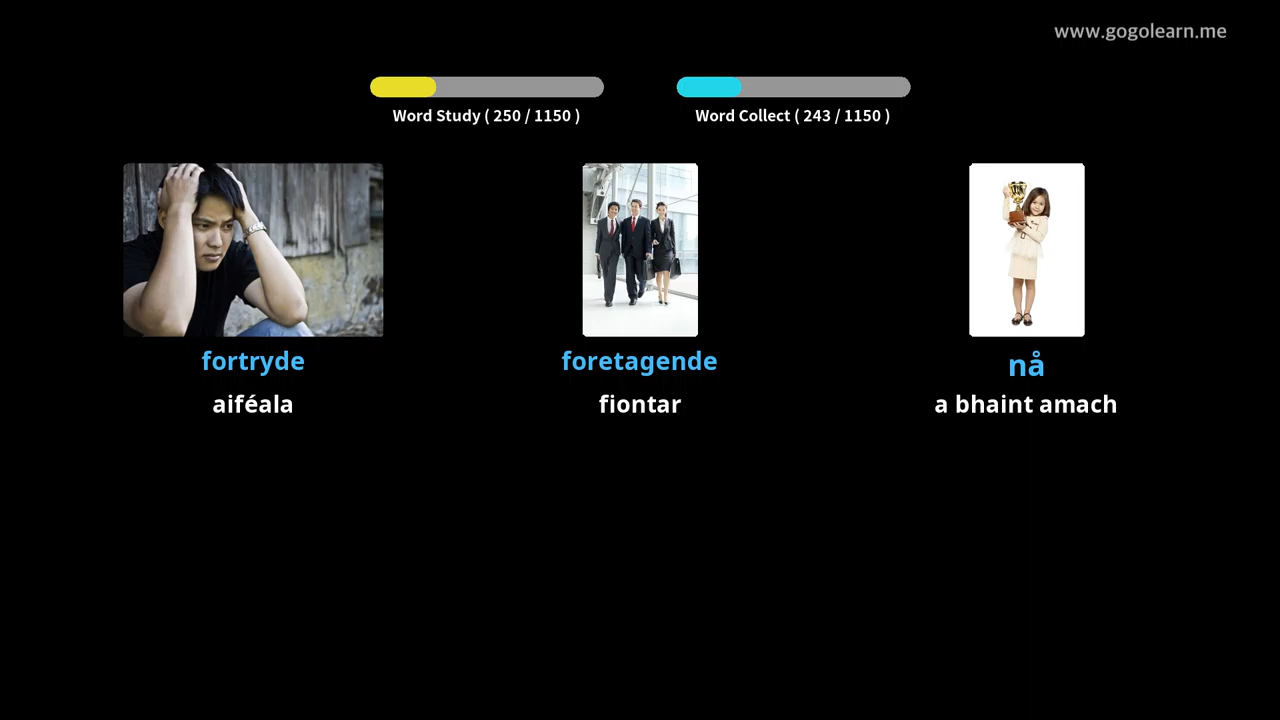 www.gogolearn.me
Word Study ( 250 / 1150 )
Word Collect ( 243 / 1150 )
fortryde
foretagende
nå
aiféala
fiontar
a bhaint amach